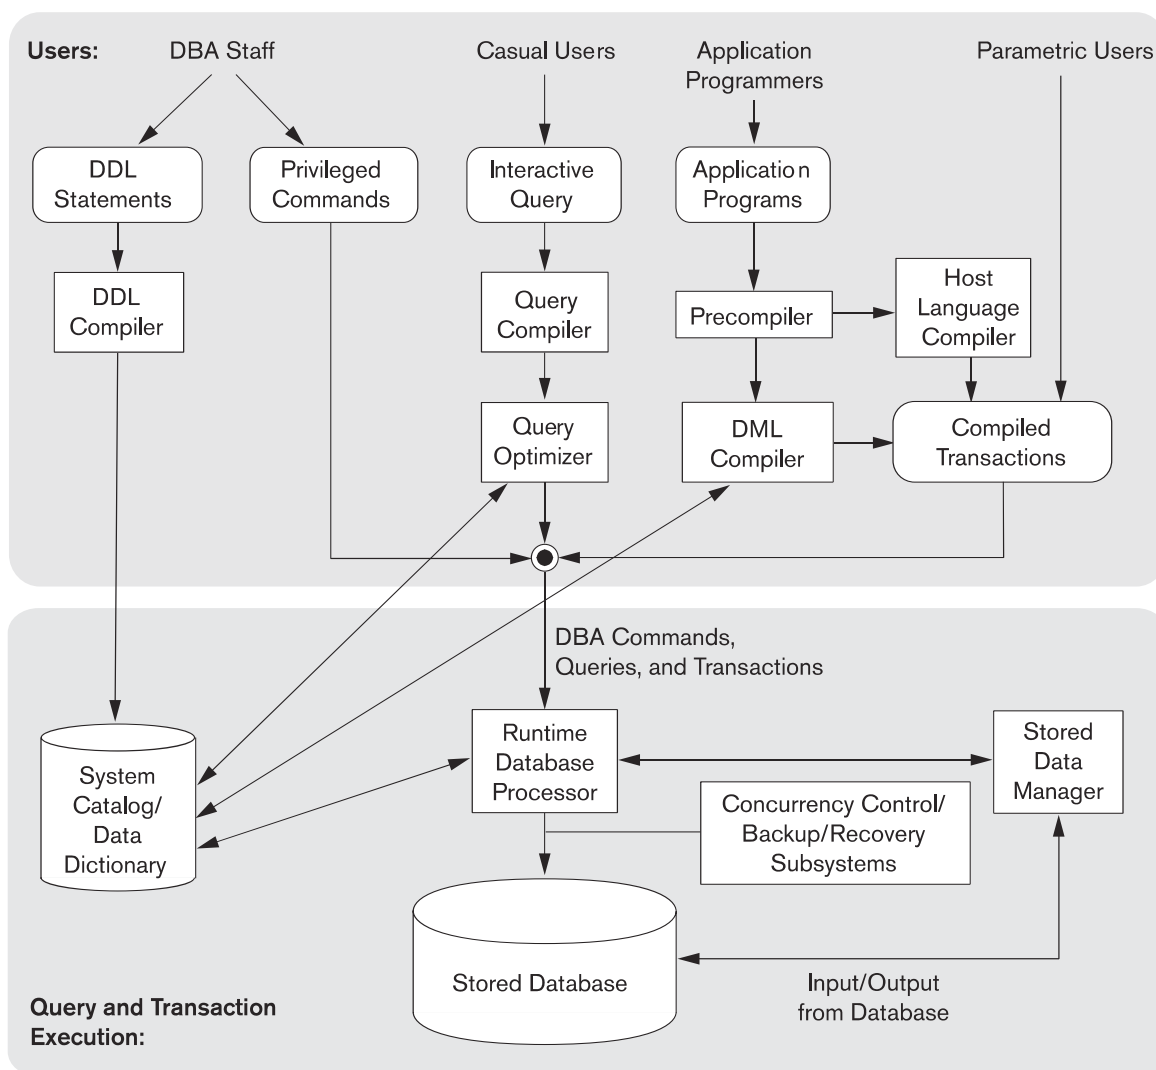 Users:
DBA Staff
Casual Users
Application
Programmers
Parametric Users
DDL
Statements
Privileged
Commands
Interactive
Query
Application
Programs
DDL
Compiler
Query
Compiler
Precompiler
Host
Language
Compiler
Query
Optimizer
DML
Compiler
Compiled
Transactions
DBA Commands,
Queries, and Transactions
System
Catalog/
Data
Dictionary
Runtime
Database
Processor
Stored
Data
Manager
Concurrency Control/
Backup/Recovery
Subsystems
Stored Database
Input/Output
from Database
Query and Transaction
Execution: